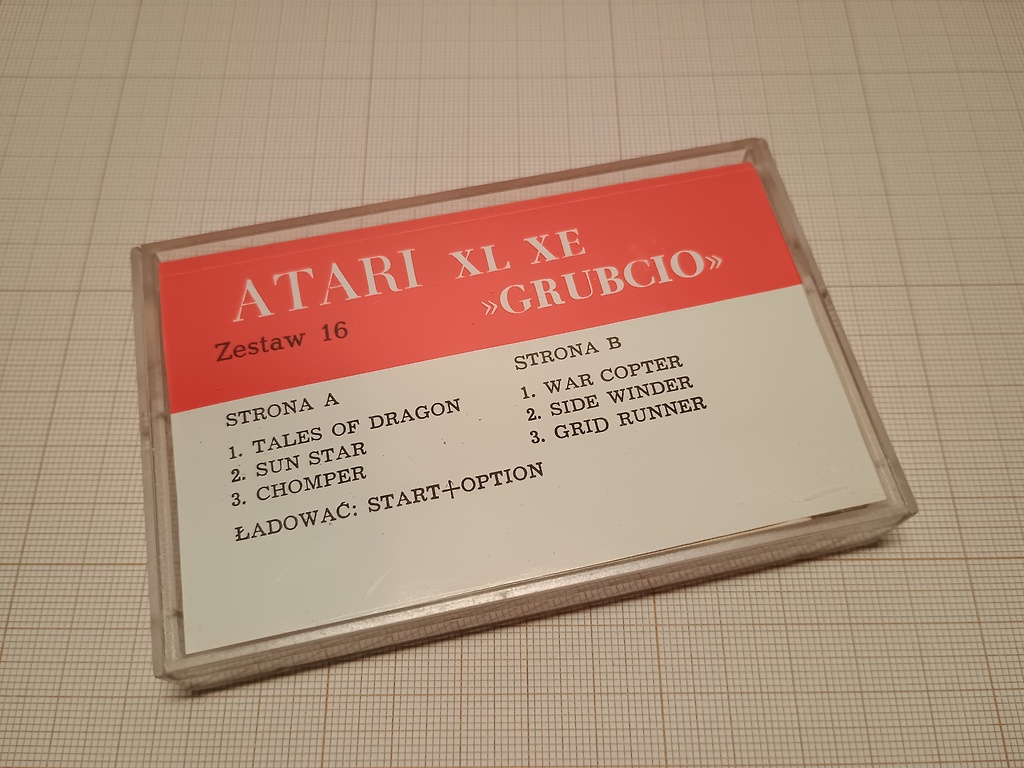 ATARI XL XE
»GRUBCIO»
Zestaw 16
STRONA A
1. TALES OF DRAGON
2. SUN STAR
3. CHOMPER
ŁADOWAĆ: START+OPTION
STRONA B
1. WAR COPTER
2. SIDE WINDER
3. GRID RUNNER